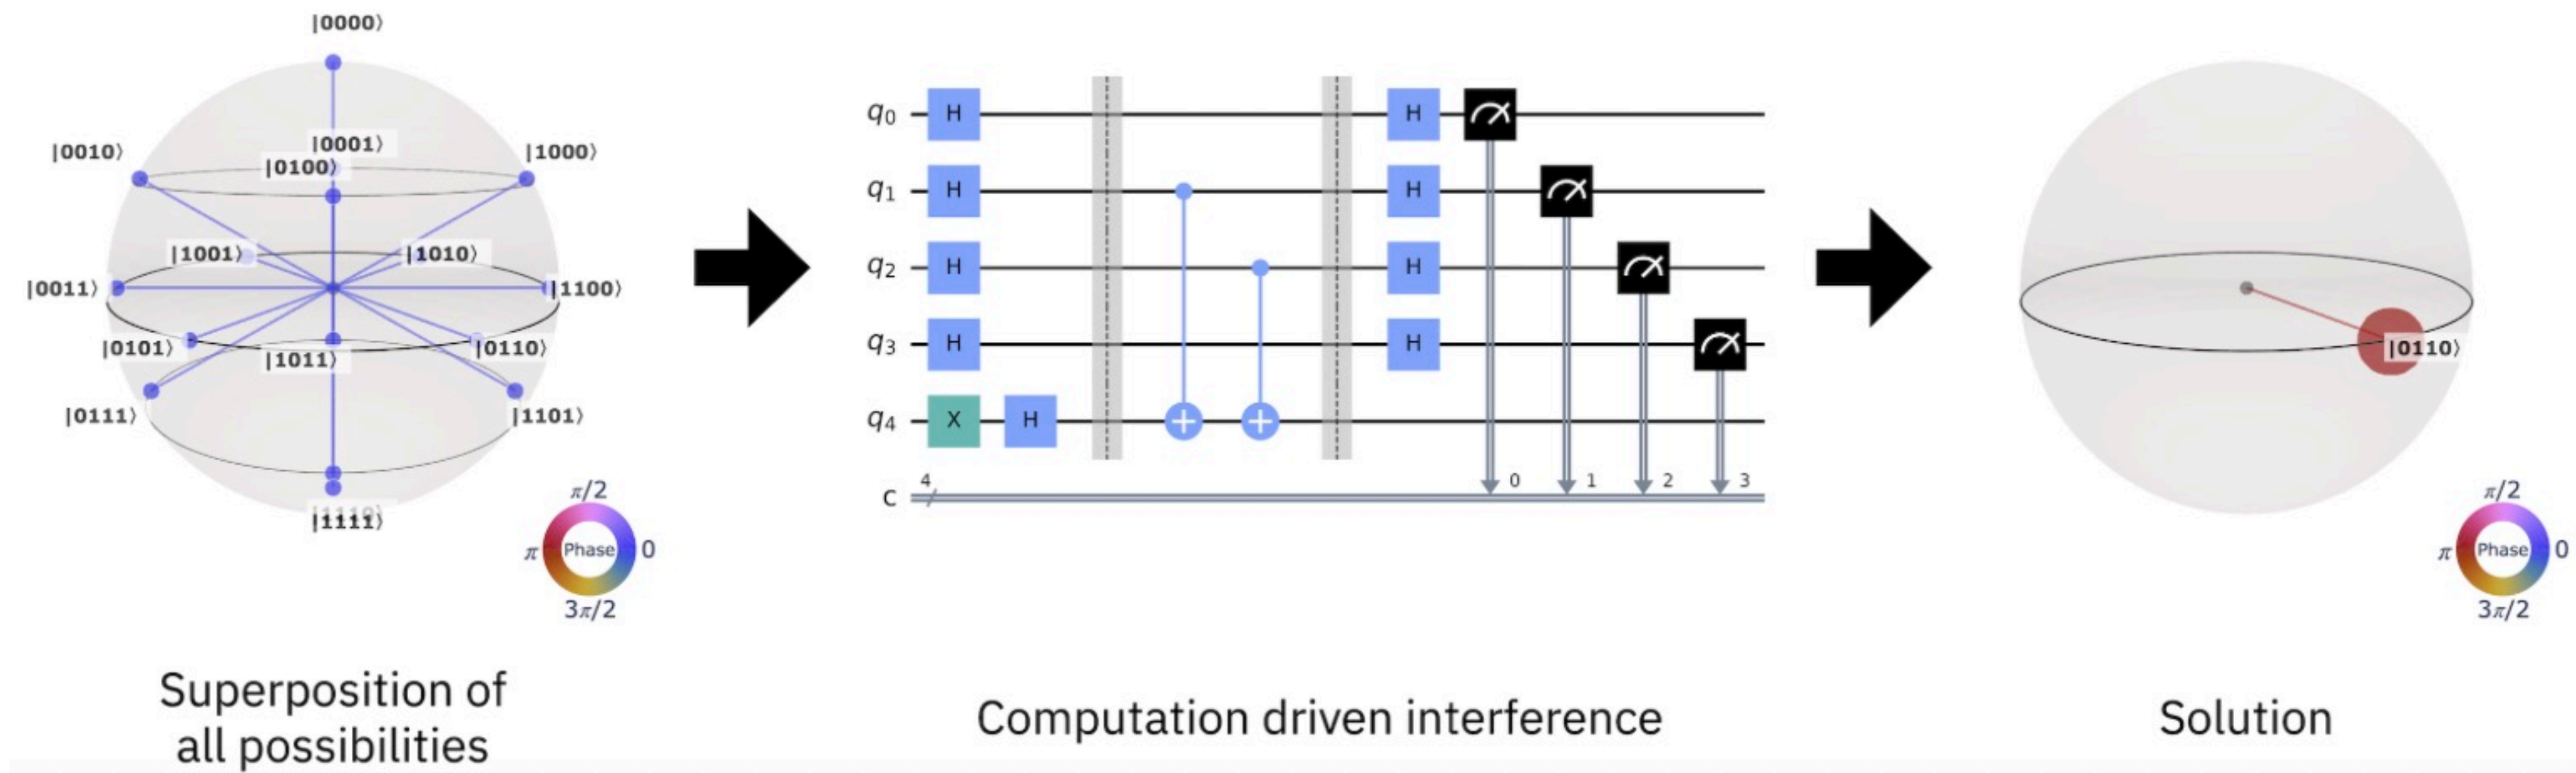 |0000⟩
|0001⟩
|0010⟩
|1000⟩
|0100⟩
|1001⟩
|1010⟩
|0011⟩
|1100⟩
|0101⟩
|0110⟩
|1011⟩
|0111⟩
|1101⟩
|1110⟩
|1111⟩
π/2
π Phase 0
3π/2
Superposition of
all possibilities
q0 H H
q1 H H
q2 H H
q3 H H
q4 X H
4 0 1 2 3
c
Computation driven interference
|0110⟩
π/2
π Phase 0
3π/2
Solution